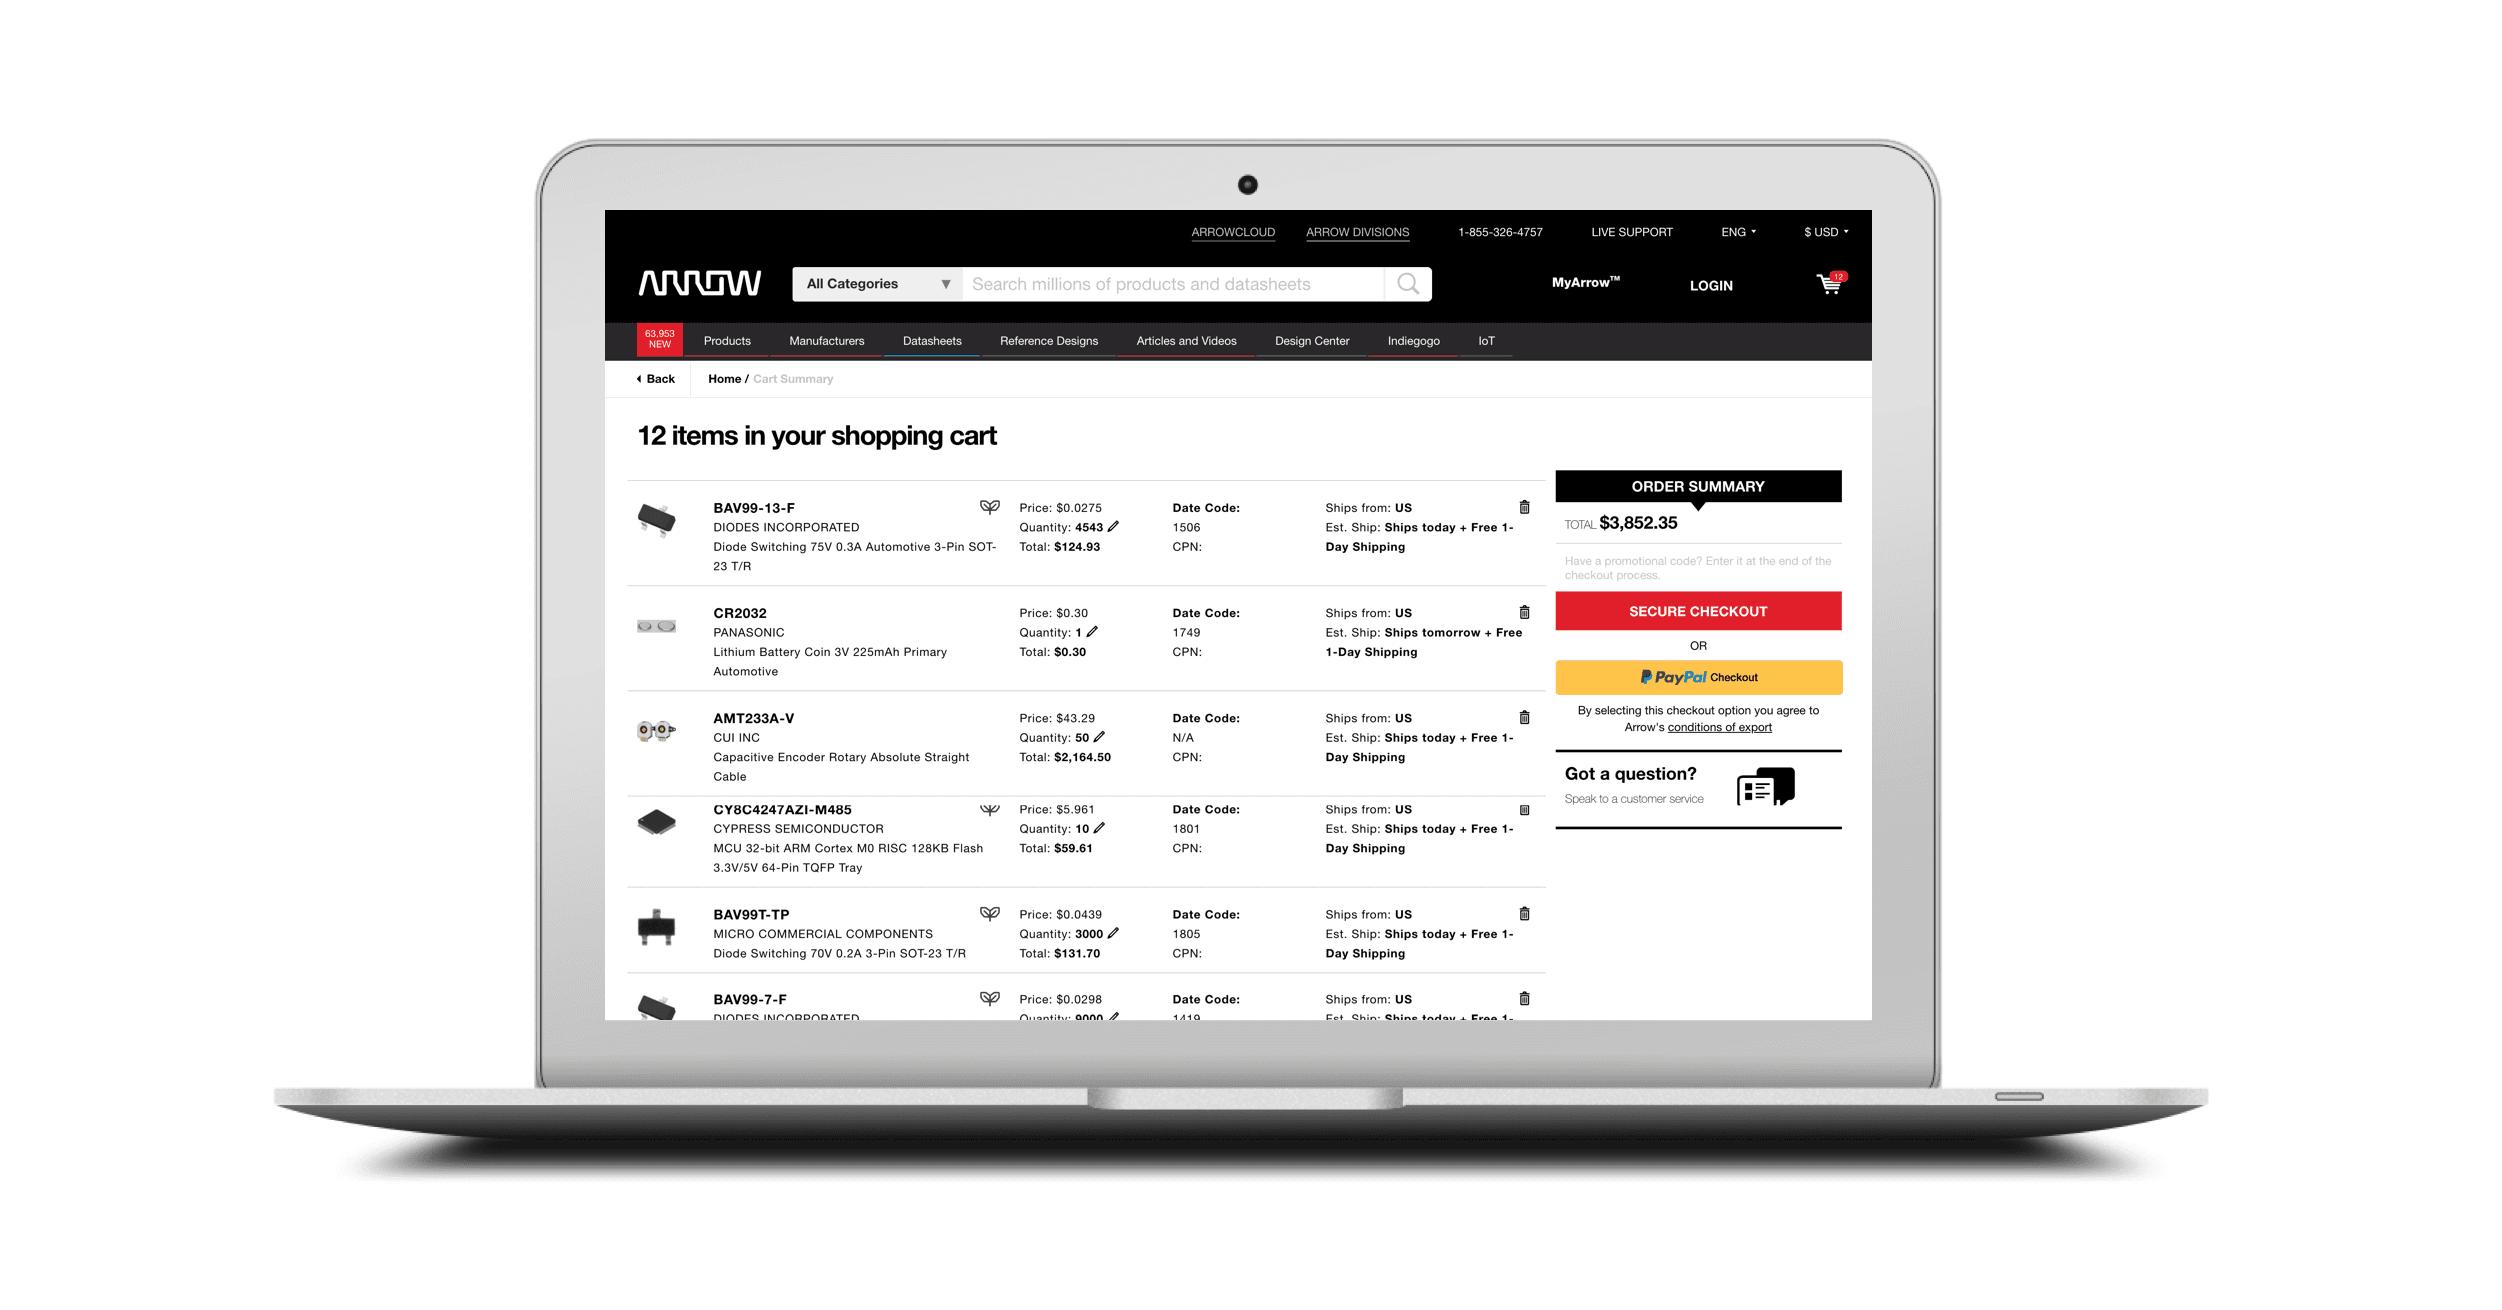 ARROWCLOUD ARROW DIVISIONS 1-855-326-4757 LIVE SUPPORT ENG $ USD
ARROW All Categories Search millions of products and datasheets MyArrow™ LOGIN 12
63,953 NEW Products Manufacturers Datasheets Reference Designs Articles and Videos Design Center Indiegogo IoT
Back Home / Cart Summary
12 items in your shopping cart
BAV99-13-F
DIODES INCORPORATED
Diode Switching 75V 0.3A Automotive 3-Pin SOT-
23 T/R
Price: $0.0275
Quantity: 4543
Total: $124.93
Date Code:
1506
CPN:
Ships from: US
Est. Ship: Ships today + Free 1-
Day Shipping
CR2032
PANASONIC
Lithium Battery Coin 3V 225mAh Primary
Automotive
Price: $0.30
Quantity: 1
Total: $0.30
Date Code:
1749
CPN:
Ships from: US
Est. Ship: Ships tomorrow + Free
1-Day Shipping
AMT233A-V
CUI INC
Capacitive Encoder Rotary Absolute Straight
Cable
Price: $43.29
Quantity: 50
Total: $2,164.50
Date Code:
N/A
CPN:
Ships from: US
Est. Ship: Ships today + Free 1-
Day Shipping
CY8C4247AZI-M485
CYPRESS SEMICONDUCTOR
MCU 32-bit ARM Cortex M0 RISC 128KB Flash
3.3V/5V 64-Pin TQFP Tray
Price: $5.961
Quantity: 10
Total: $59.61
Date Code:
1801
CPN:
Ships from: US
Est. Ship: Ships today + Free 1-
Day Shipping
BAV99T-TP
MICRO COMMERCIAL COMPONENTS
Diode Switching 70V 0.2A 3-Pin SOT-23 T/R
Price: $0.0439
Quantity: 3000
Total: $131.70
Date Code:
1805
CPN:
Ships from: US
Est. Ship: Ships today + Free 1-
Day Shipping
BAV99-7-F
DIODES INCORPORATED
Price: $0.0298
Quantity: 9000
Date Code:
1419
Ships from: US
Est. Ship: Ships today + Free 1-
ORDER SUMMARY
TOTAL $3,852.35
Have a promotional code? Enter it at the end of the
checkout process.
SECURE CHECKOUT
OR
PayPal Checkout
By selecting this checkout option you agree to
Arrow's conditions of export
Got a question?
Speak to a customer service